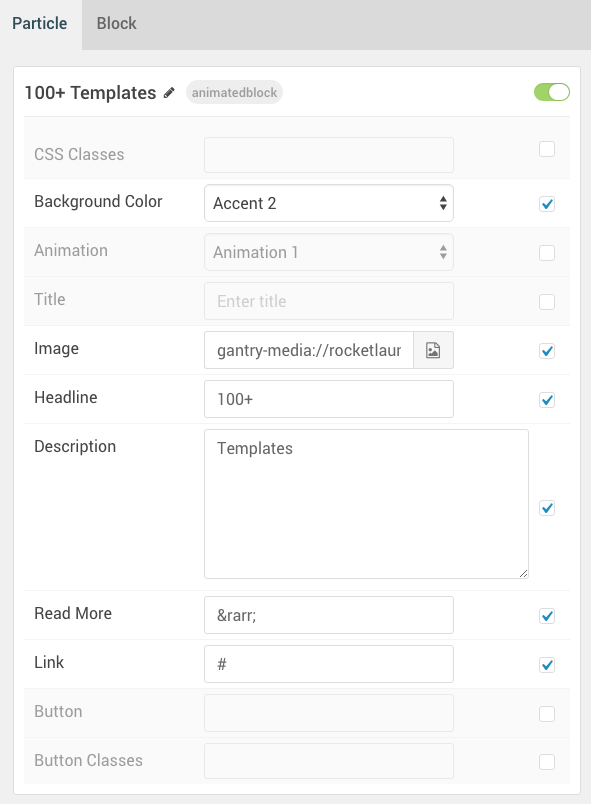 Particle Block
100+ Templates animatedblock
CSS Classes
Background Color Accent 2
Animation Animation 1
Title Enter title
Image gantry-media://rocketlaur
Headline 100+
Description Templates
Read More &rarr;
Link #
Button
Button Classes